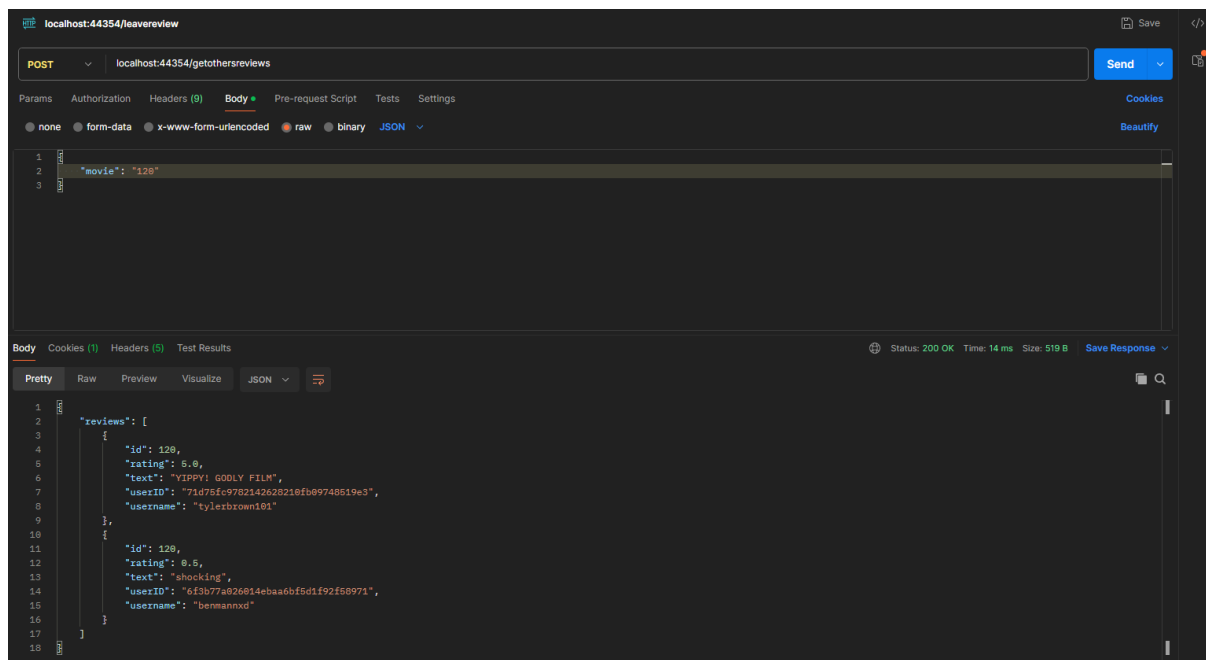 HTTP localhost:44354/leavereview Save </>
POST localhost:44354/getothersreviews Send
Params Authorization Headers (9) Body Pre-request Script Tests Settings Cookies
none form-data x-www-form-urlencoded raw binary JSON Beautify
1 {
2 "movie": "120"
3 }
Body Cookies (1) Headers (5) Test Results Status: 200 OK Time: 14 ms Size: 519 B Save Response
Pretty Raw Preview Visualize JSON
1 {
2 "reviews": [
3 {
4 "id": 120,
5 "rating": 5.0,
6 "text": "YIPPY! GODLY FILM",
7 "userID": "71d75fc9782142628210fb09748519e3",
8 "username": "tylerbrown101"
9 },
10 {
11 "id": 120,
12 "rating": 0.5,
13 "text": "shocking",
14 "userID": "6f3b77a026014ebaa6bf5d1f92f58971",
15 "username": "benmannxd"
16 }
17 ]
18 }